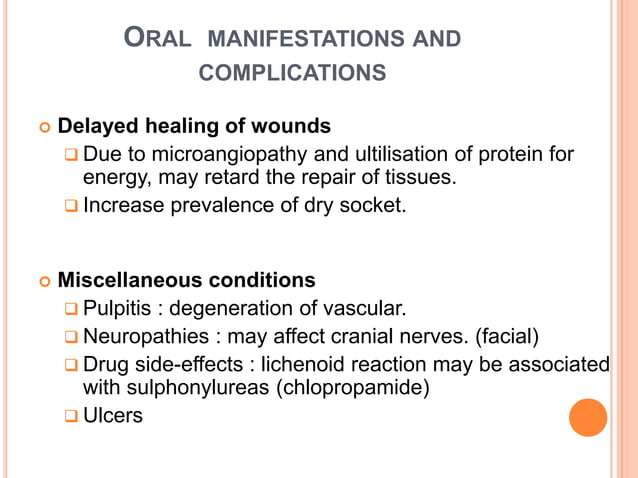 ORAL MANIFESTATIONS AND
COMPLICATIONS
Delayed healing of wounds
Due to microangiopathy and ultilisation of protein for
energy, may retard the repair of tissues.
Increase prevalence of dry socket.
Miscellaneous conditions
Pulpitis : degeneration of vascular.
Neuropathies : may affect cranial nerves. (facial)
Drug side-effects : lichenoid reaction may be associated
with sulphonylureas (chlopropamide)
Ulcers